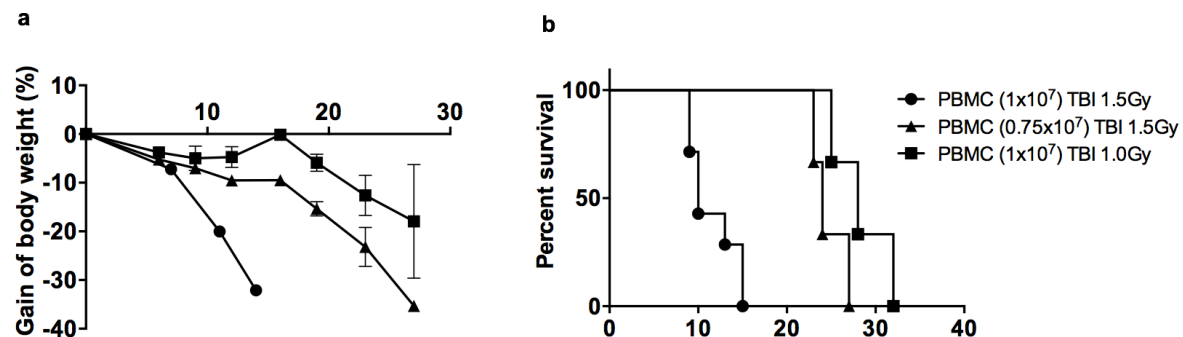 a
Gain of body weight (%)
10
0
-10
-20
-30
-40
10
20
30
b
Percent survival
100
50
0
0
10
20
30
40
PBMC (1x10⁷) TBI 1.5Gy
PBMC (0.75x10⁷) TBI 1.5Gy
PBMC (1x10⁷) TBI 1.0Gy